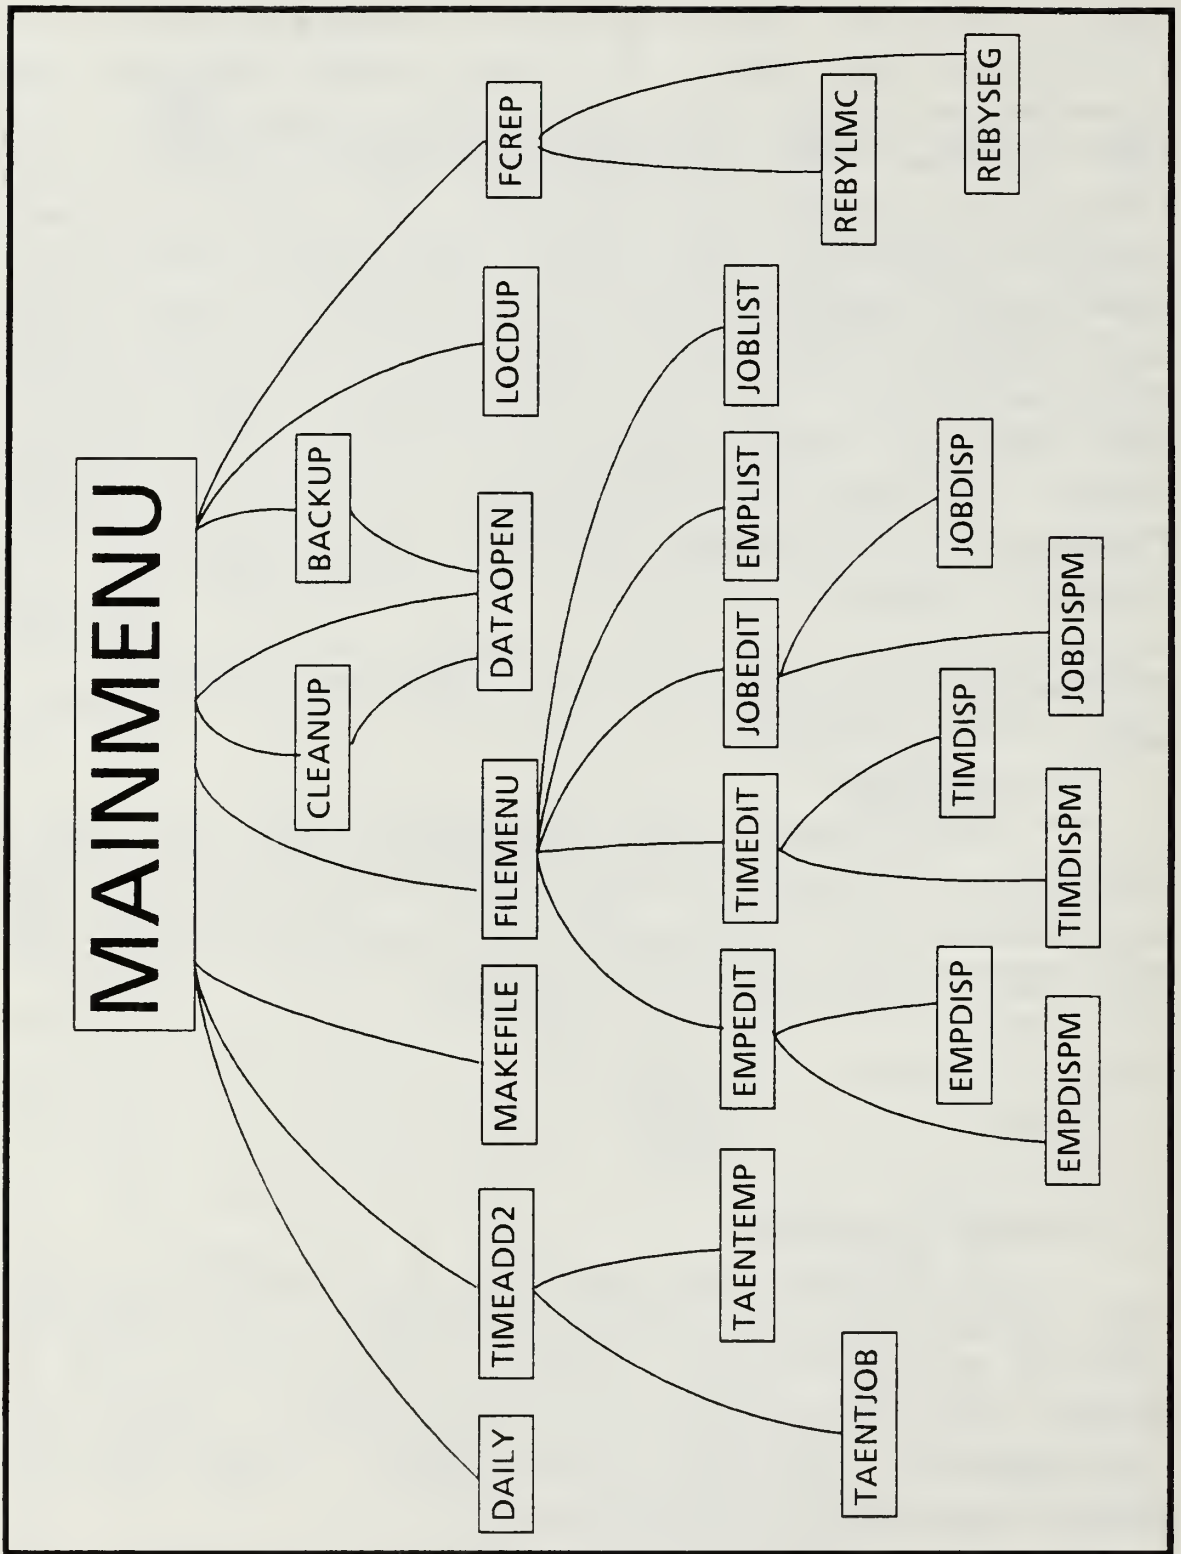 MAINMENU
CLEANUP
BACKUP
DAILY
TIMEADD2
MAKEFILE
FILEMENU
DATAOPEN
LOCDUP
FCREP
TAENTEMP
EMPEDIT
TIMEDIT
JOBEDIT
EMPLIST
JOBLIST
TAENTJOB
REBYLMC
EMPDISP
TIMDISP
JOBDISP
REBYSEG
EMPDISPM
TIMDISPM
JOBDISPM